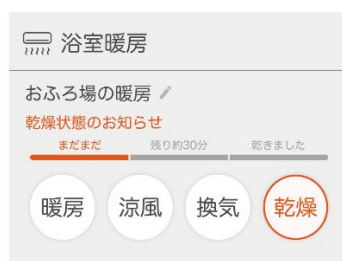 浴室暖房
おふろ場の暖房
乾燥状態のお知らせ
まだまだ 残り約30分 乾きました
暖房 涼風 換気 乾燥